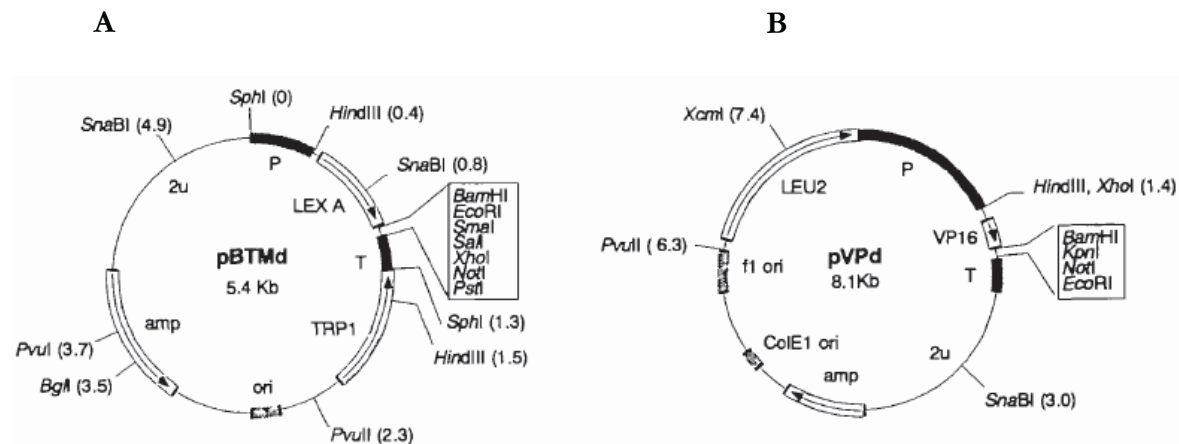 A
B
SphI (0)
HindIII (0.4)
SnaBI (4.9)
SnaBI (0.8)
P
2u
LEX A
BamHI
EcoRI
SmaI
SalI
XhoI
NotI
PstI
pBTMd
5.4 Kb
T
TRP1
SphI (1.3)
HindIII (1.5)
amp
PvuI (3.7)
BglI (3.5)
ori
PvuII (2.3)
XcmI (7.4)
P
LEU2
HindIII, XhoI (1.4)
VP16
BamHI
KpnI
NotI
EcoRI
PvuII ( 6.3)
pVPd
8.1Kb
f1 ori
T
2u
ColE1 ori
amp
SnaBI (3.0)